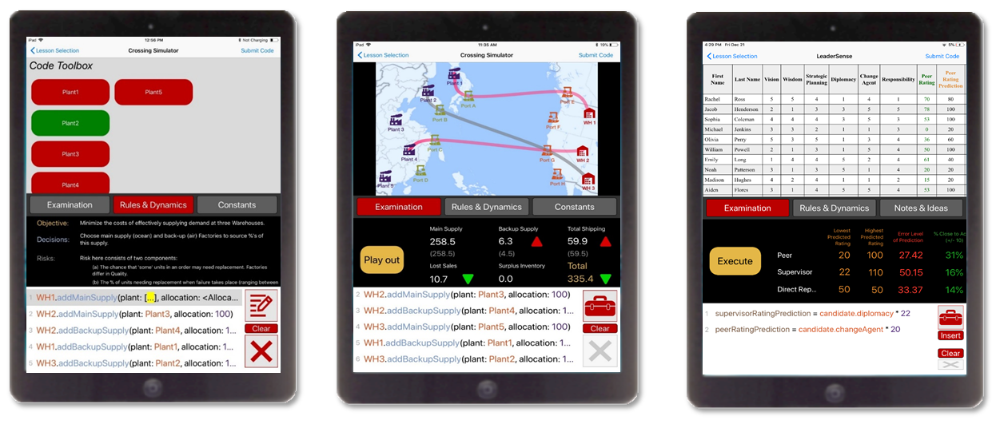 iPad 12:56 PM Not Charging
Lesson Selection Crossing Simulator Submit Code
Code Toolbox
Plant1 Plant5
Plant2
Plant3
Plant4
Examination Rules & Dynamics Constants
Objective: Minimize the costs of effectively supplying demand at three Warehouses.
Decisions: Choose main supply (ocean) and back-up (air) Factories to source %'s of
this supply.
Risks: Risk here consists of two components:
(a) The chance that 'some' units in an order may need replacement. Factories
differ in Quality.
(b) The % of units needing replacement when failure takes place (ranging between
1 WH1.addMainSupply(plant: [...], allocation: <Alloca...
2 WH2.addMainSupply(plant: Plant3, allocation: 100)
3 WH2.addBackupSupply(plant: Plant4, allocation: 1...
4 WH1.addBackupSupply(plant: Plant1, allocation: 1...
5 WH3.addBackupSupply(plant: Plant2, allocation: 1...
Clear
iPad 11:35 AM 19%
Lesson Selection Crossing Simulator Submit Code
Plant 1
Plant 2
Port A
Port E
Port B
WH 1
Plant 3
Port F
Port C
Plant 4
Port G
WH 2
Plant 5
Port D
Port H
WH 3
Examination Rules & Dynamics Constants
Main Supply Backup Supply Total Shipping
258.5 6.3 59.9
(258.5) (4.5) (59.5)
Play out
Lost Sales Surplus Inventory Total
10.7 0.0 335.4
2 WH2.addMainSupply(plant: Plant3, allocation: 100)
3 WH2.addBackupSupply(plant: Plant4, allocation: 1...
4 WH3.addMainSupply(plant: Plant5, allocation: 100)
5 WH1.addBackupSupply(plant: Plant1, allocation: 1...
6 WH3.addBackupSupply(plant: Plant2, allocation: 1...
Clear
4:29 PM Fri Dec 21 5%
Lesson Selection LeaderSense Submit Code
First Name Last Name Vision Wisdom Strategic Planning Diplomacy Change Agent Responsibility Peer Rating Peer Rating Prediction
Rachel Ross 5 5 4 1 4 1 70 80
Jacob Henderson 2 1 3 3 5 5 78 100
Sophia Coleman 4 4 4 3 5 3 53 100
Michael Jenkins 3 3 2 1 1 3 0 20
Olivia Perry 5 3 5 1 3 4 36 60
William Powell 2 1 3 1 5 4 50 100
Emily Long 1 4 4 5 2 4 61 40
Noah Patterson 3 1 3 5 1 4 20 20
Madison Hughes 4 2 4 1 1 2 15 20
Aiden Flores 3 1 4 5 5 4 53 100
Examination Rules & Dynamics Notes & Ideas
Lowest Predicted Rating Highest Predicted Rating Error Level of Prediction % Close to Ac (+/- 10)
Execute
Peer 20 100 27.42 31%
Supervisor 22 110 50.15 16%
Direct Rep... 50 50 33.37 14%
1 supervisorRatingPrediction = candidate.diplomacy * 22
2 peerRatingPrediction = candidate.changeAgent * 20
Insert
Clear